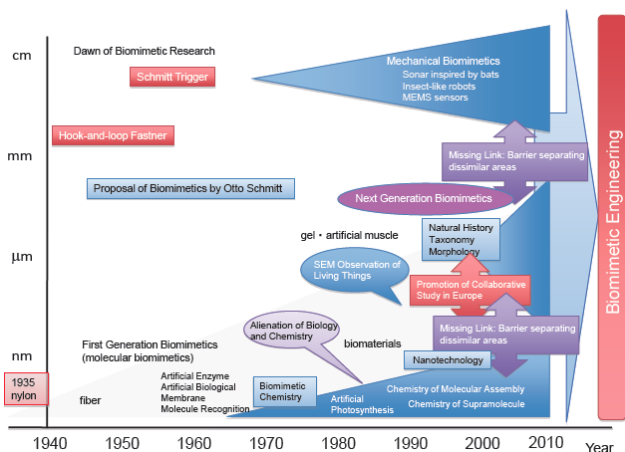 cm
Dawn of Biomimetic Research
Schmitt Trigger
Mechanical Biomimetics
Sonar inspired by bats
Insect-like robots
MEMS sensors
Hook-and-loop Fastner
mm
Missing Link: Barrier separating
dissimilar areas
Proposal of Biomimetics by Otto Schmitt
Next Generation Biomimetics
gel・artificial muscle
Natural History
Taxonomy
Morphology
μm
SEM Observation of
Living Things
Promotion of Collaborative
Study in Europe
Alienation of Biology
and Chemistry
biomaterials
Missing Link: Barrier separating
dissimilar areas
nm
First Generation Biomimetics
(molecular biomimetics)
Nanotechnology
1935
nylon
fiber
Artificial Enzyme
Artificial Biological
Membrane
Molecule Recognition
Biomimetic
Chemistry
Artificial
Photosynthesis
Chemistry of Molecular Assembly
Chemistry of Supramolecule
Biomimetic Engineering
1940 1950 1960 1970 1980 1990 2000 2010 Year